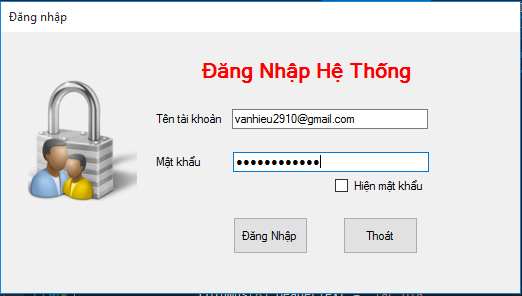 Đăng nhập
Đăng Nhập Hệ Thống
Tên tài khoản vanhieu2910@gmail.com
Mật khẩu ●●●●●●●●●●●●
Hiện mật khẩu
Đăng Nhập Thoát